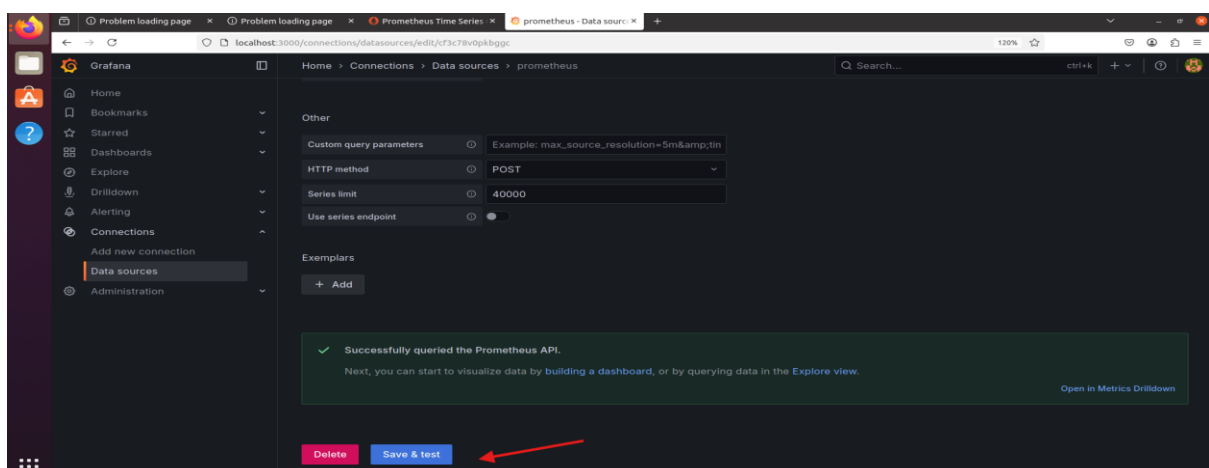 Problem loading page
Problem loading page
Prometheus Time Series
prometheus - Data sourc
localhost:3000/connections/datasources/edit/cf3c78v0pkbggc
120%
Grafana
Home > Connections > Data sources > prometheus
Search...
ctrl+k
Home
Bookmarks
Starred
Dashboards
Explore
Drilldown
Alerting
Connections
Add new connection
Data sources
Administration
Other
Custom query parameters
Example: max_source_resolution=5m&amp;tin
HTTP method
POST
Series limit
40000
Use series endpoint
Exemplars
+ Add
Successfully queried the Prometheus API.
Next, you can start to visualize data by building a dashboard, or by querying data in the Explore view.
Open in Metrics Drilldown
Delete
Save & test